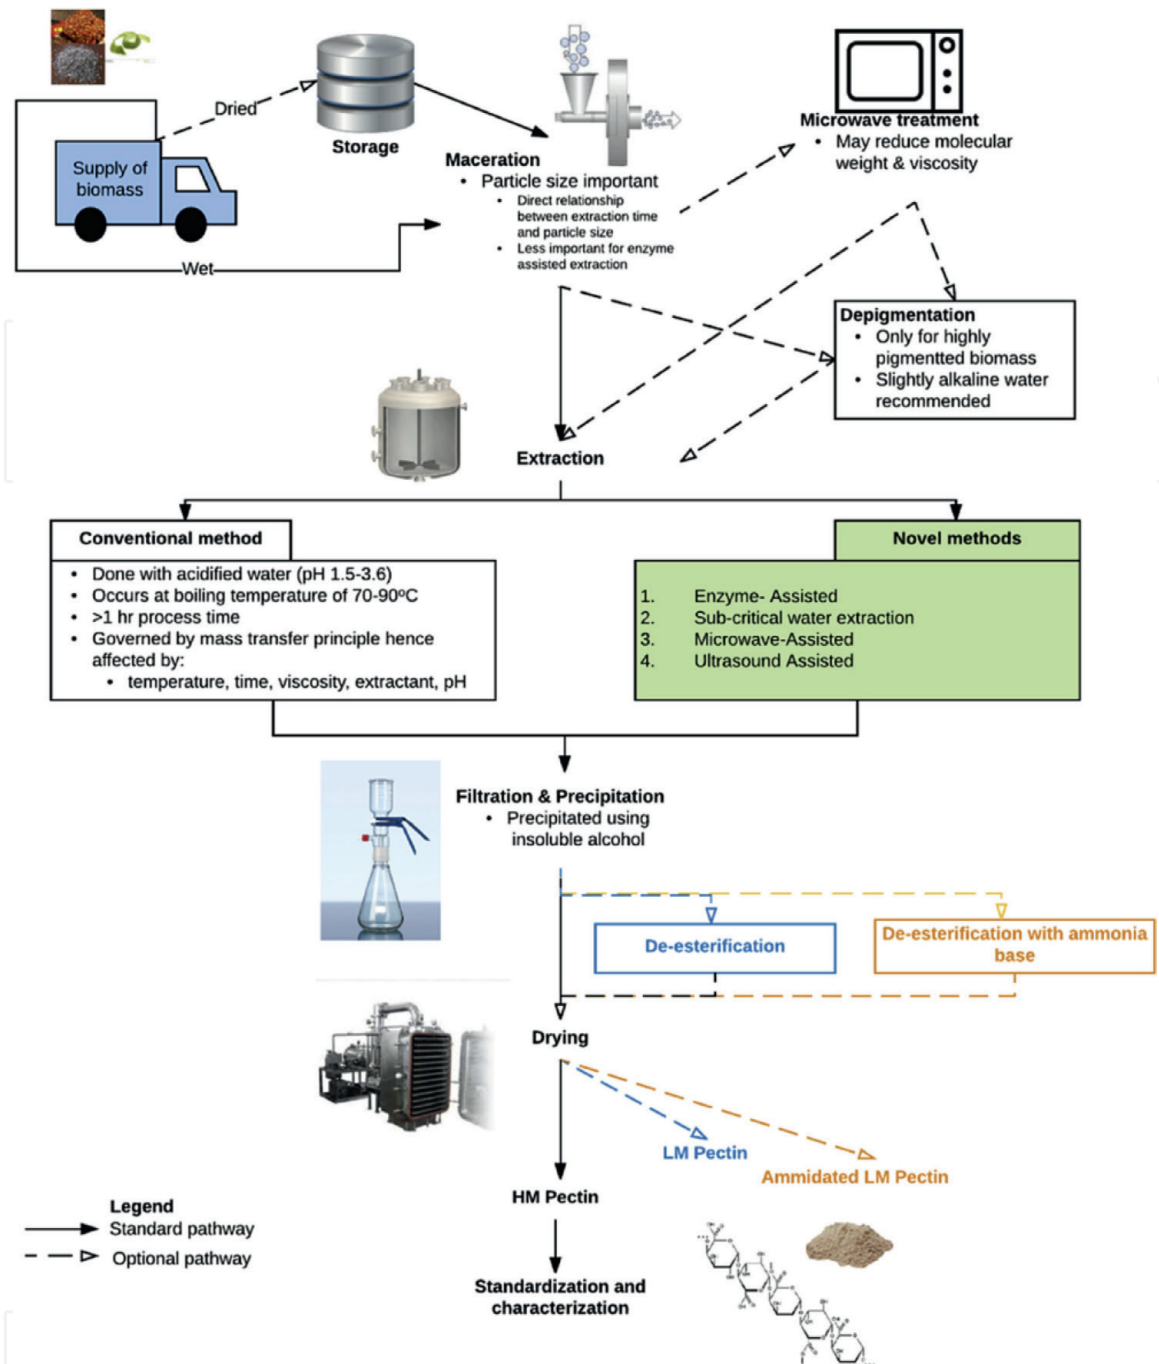 Dried
Supply of
biomass
Storage
Wet
Maceration
• Particle size important
• Direct relationship
between extraction time
and particle size
• Less important for enzyme
assisted extraction
Microwave treatment
• May reduce molecular
weight & viscosity
Depigmentation
• Only for highly
pigmentted biomass
• Slightly alkaline water
recommended
Extraction
Conventional method
• Done with acidified water (pH 1.5-3.6)
• Occurs at boiling temperature of 70-90ºC
• >1 hr process time
• Governed by mass transfer principle hence
affected by:
• temperature, time, viscosity, extractant, pH
Novel methods
1. Enzyme- Assisted
2. Sub-critical water extraction
3. Microwave-Assisted
4. Ultrasound Assisted
Filtration & Precipitation
• Precipitated using
insoluble alcohol
De-esterification
De-esterification with ammonia
base
Drying
LM Pectin
Ammidated LM Pectin
HM Pectin
Standardization and
characterization
Legend
Standard pathway
Optional pathway